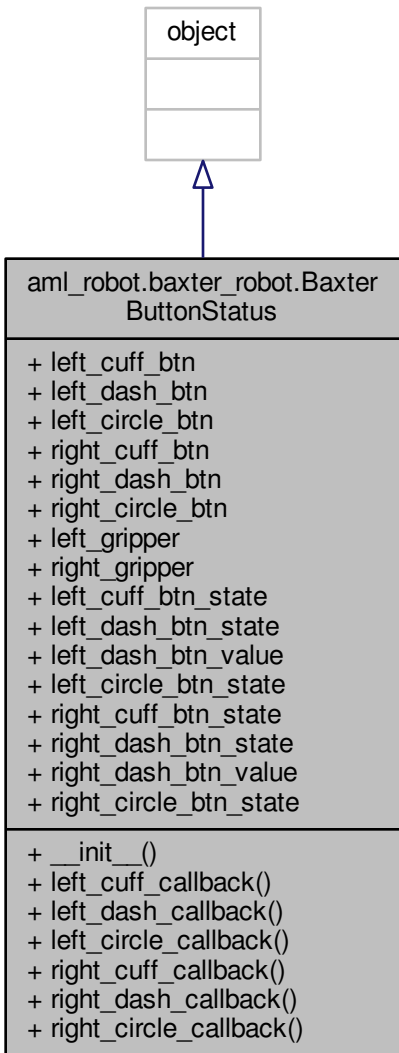 object
aml_robot.baxter_robot.Baxter
ButtonStatus
+ left_cuff_btn
+ left_dash_btn
+ left_circle_btn
+ right_cuff_btn
+ right_dash_btn
+ right_circle_btn
+ left_gripper
+ right_gripper
+ left_cuff_btn_state
+ left_dash_btn_state
+ left_dash_btn_value
+ left_circle_btn_state
+ right_cuff_btn_state
+ right_dash_btn_state
+ right_dash_btn_value
+ right_circle_btn_state
+ __init__()
+ left_cuff_callback()
+ left_dash_callback()
+ left_circle_callback()
+ right_cuff_callback()
+ right_dash_callback()
+ right_circle_callback()